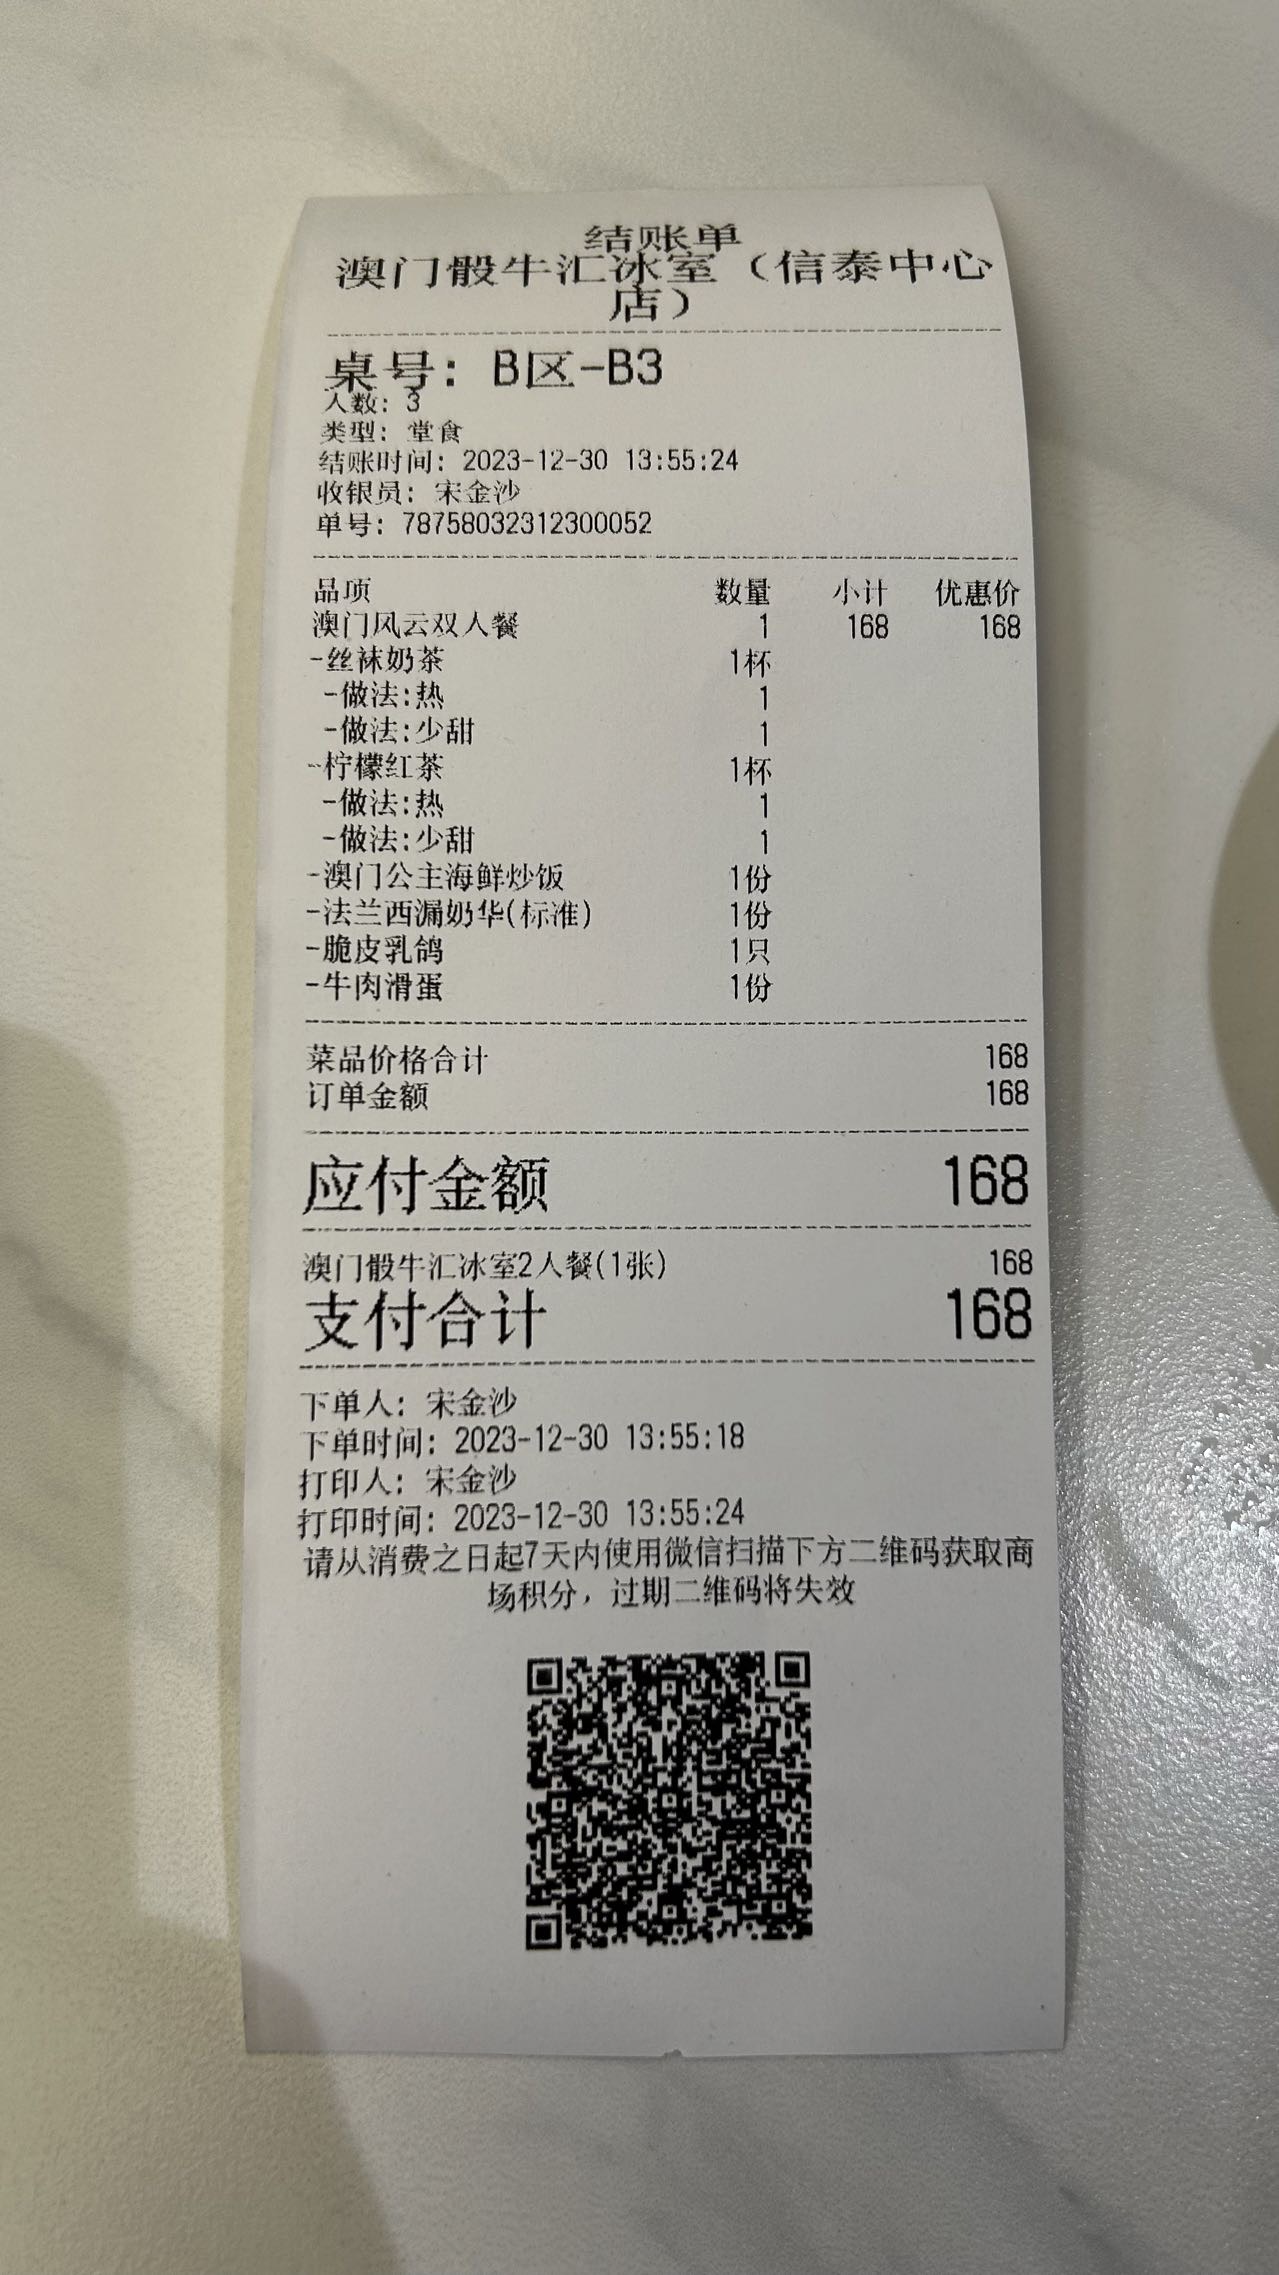 结账单
澳门骰牛汇冰室（信泰中心
店）
桌号: B区-B3
人数: 3
类型: 堂食
结账时间: 2023-12-30 13:55:24
收银员: 宋金沙
单号: 78758032312300052
品项 数量 小计 优惠价
澳门风云双人餐 1 168 168
-丝袜奶茶 1杯
-做法:热 1
-做法:少甜 1
-柠檬红茶 1杯
-做法:热 1
-做法:少甜 1
-澳门公主海鲜炒饭 1份
-法兰西漏奶华(标准) 1份
-脆皮乳鸽 1只
-牛肉滑蛋 1份
菜品价格合计 168
订单金额 168
应付金额 168
澳门骰牛汇冰室2人餐(1张) 168
支付合计 168
下单人: 宋金沙
下单时间: 2023-12-30 13:55:18
打印人: 宋金沙
打印时间: 2023-12-30 13:55:24
请从消费之日起7天内使用微信扫描下方二维码获取商
场积分，过期二维码将失效